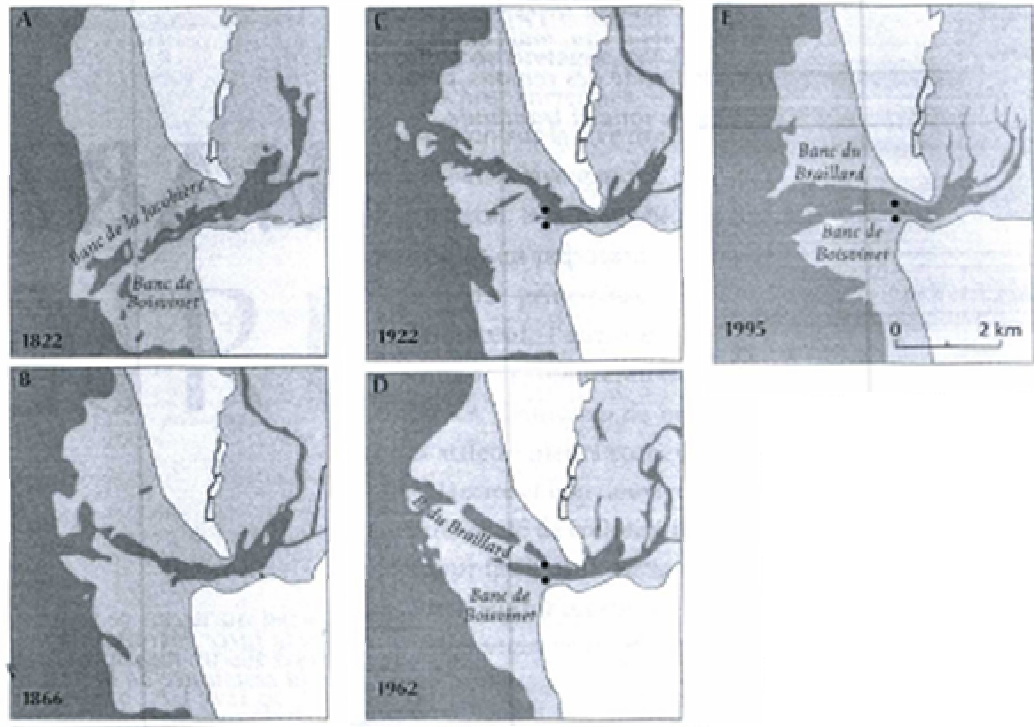 A
Banc de la Jacobière
Banc de
Boisvinet
1822
B
1866
C
1922
D
B. du Braillard
Banc de
Boisvinet
1962
E
Banc du
Braillard
Banc de
Boisvinet
1995
0 2 km